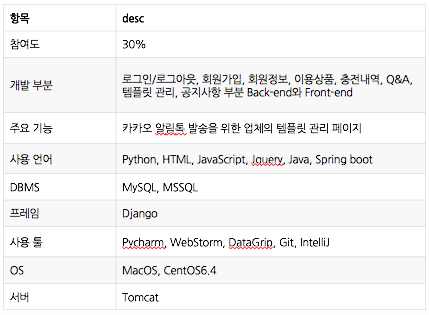 항목 desc
참여도 30%
개발 부분 로그인/로그아웃, 회원가입, 회원정보, 이용상품, 충전내역, Q&A,
템플릿 관리, 공지사항 부분 Back-end와 Front-end
주요 기능 카카오 알림톡 발송을 위한 업체의 템플릿 관리 페이지
사용 언어 Python, HTML, JavaScript, Jquery, Java, Spring boot
DBMS MySQL, MSSQL
프레임 Django
사용 툴 Pycharm, WebStorm, DataGrip, Git, IntelliJ
OS MacOS, CentOS6.4
서버 Tomcat